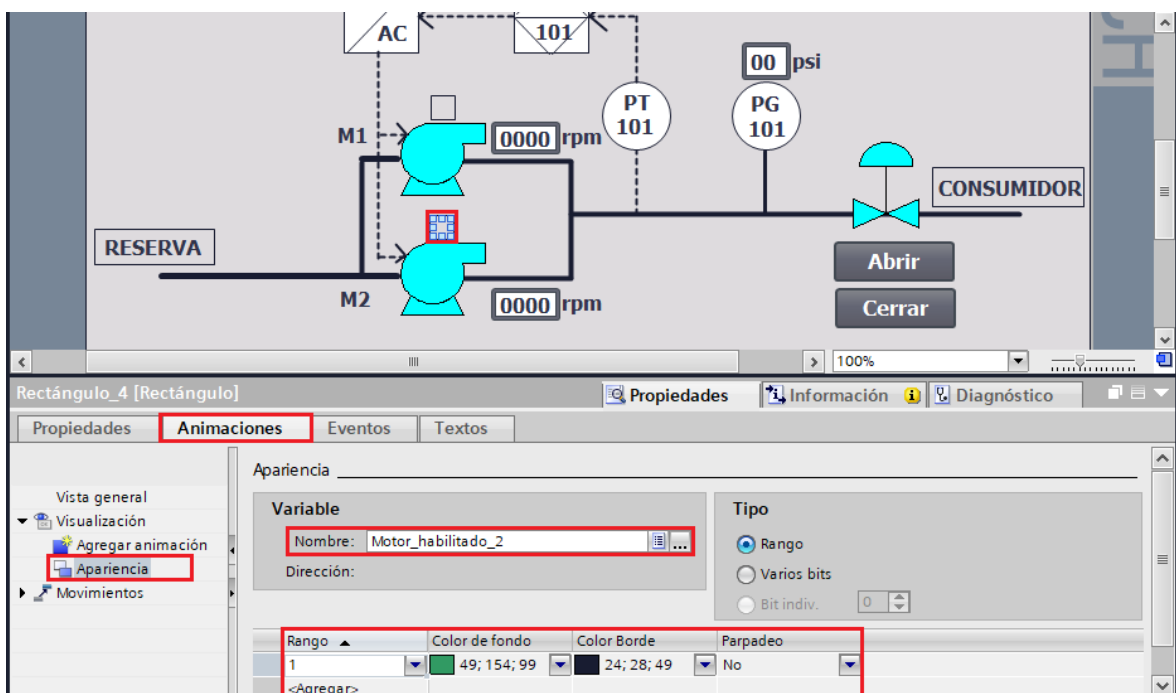 AC
101
CH
00 psi
PT
101
PG
101
M1
0000 rpm
CONSUMIDOR
RESERVA
Abrir
M2
0000 rpm
Cerrar
100%
Rectángulo_4 [Rectángulo]
Propiedades
Información
Diagnóstico
Propiedades
Animaciones
Eventos
Textos
Apariencia
Vista general
Visualización
Agregar animación
Apariencia
Movimientos
Variable
Nombre: Motor_habilitado_2
Dirección:
Tipo
Rango
Varios bits
Bit indiv. 0
Rango Color de fondo Color Borde Parpadeo
1 49; 154; 99 24; 28; 49 No
<Agregar>